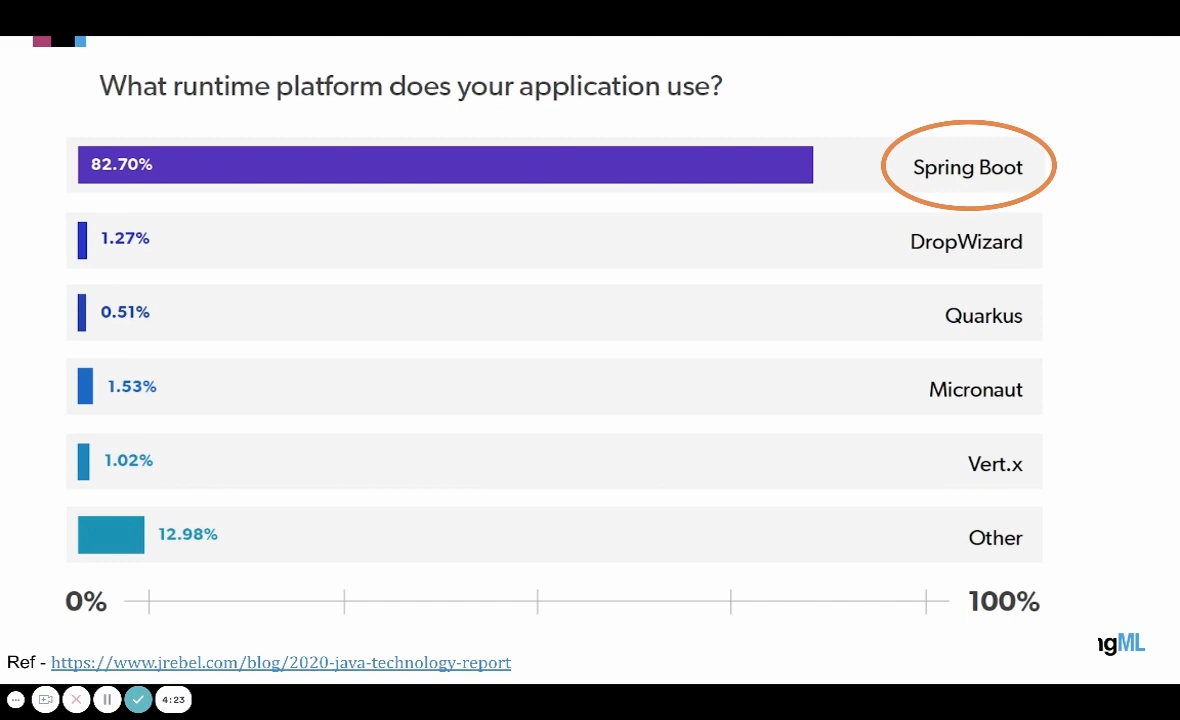 What runtime platform does your application use?
82.70% Spring Boot
1.27% DropWizard
0.51% Quarkus
1.53% Micronaut
1.02% Vert.x
12.98% Other
0% 100%
ngML
Ref - https://www.jrebel.com/blog/2020-java-technology-report
4:23